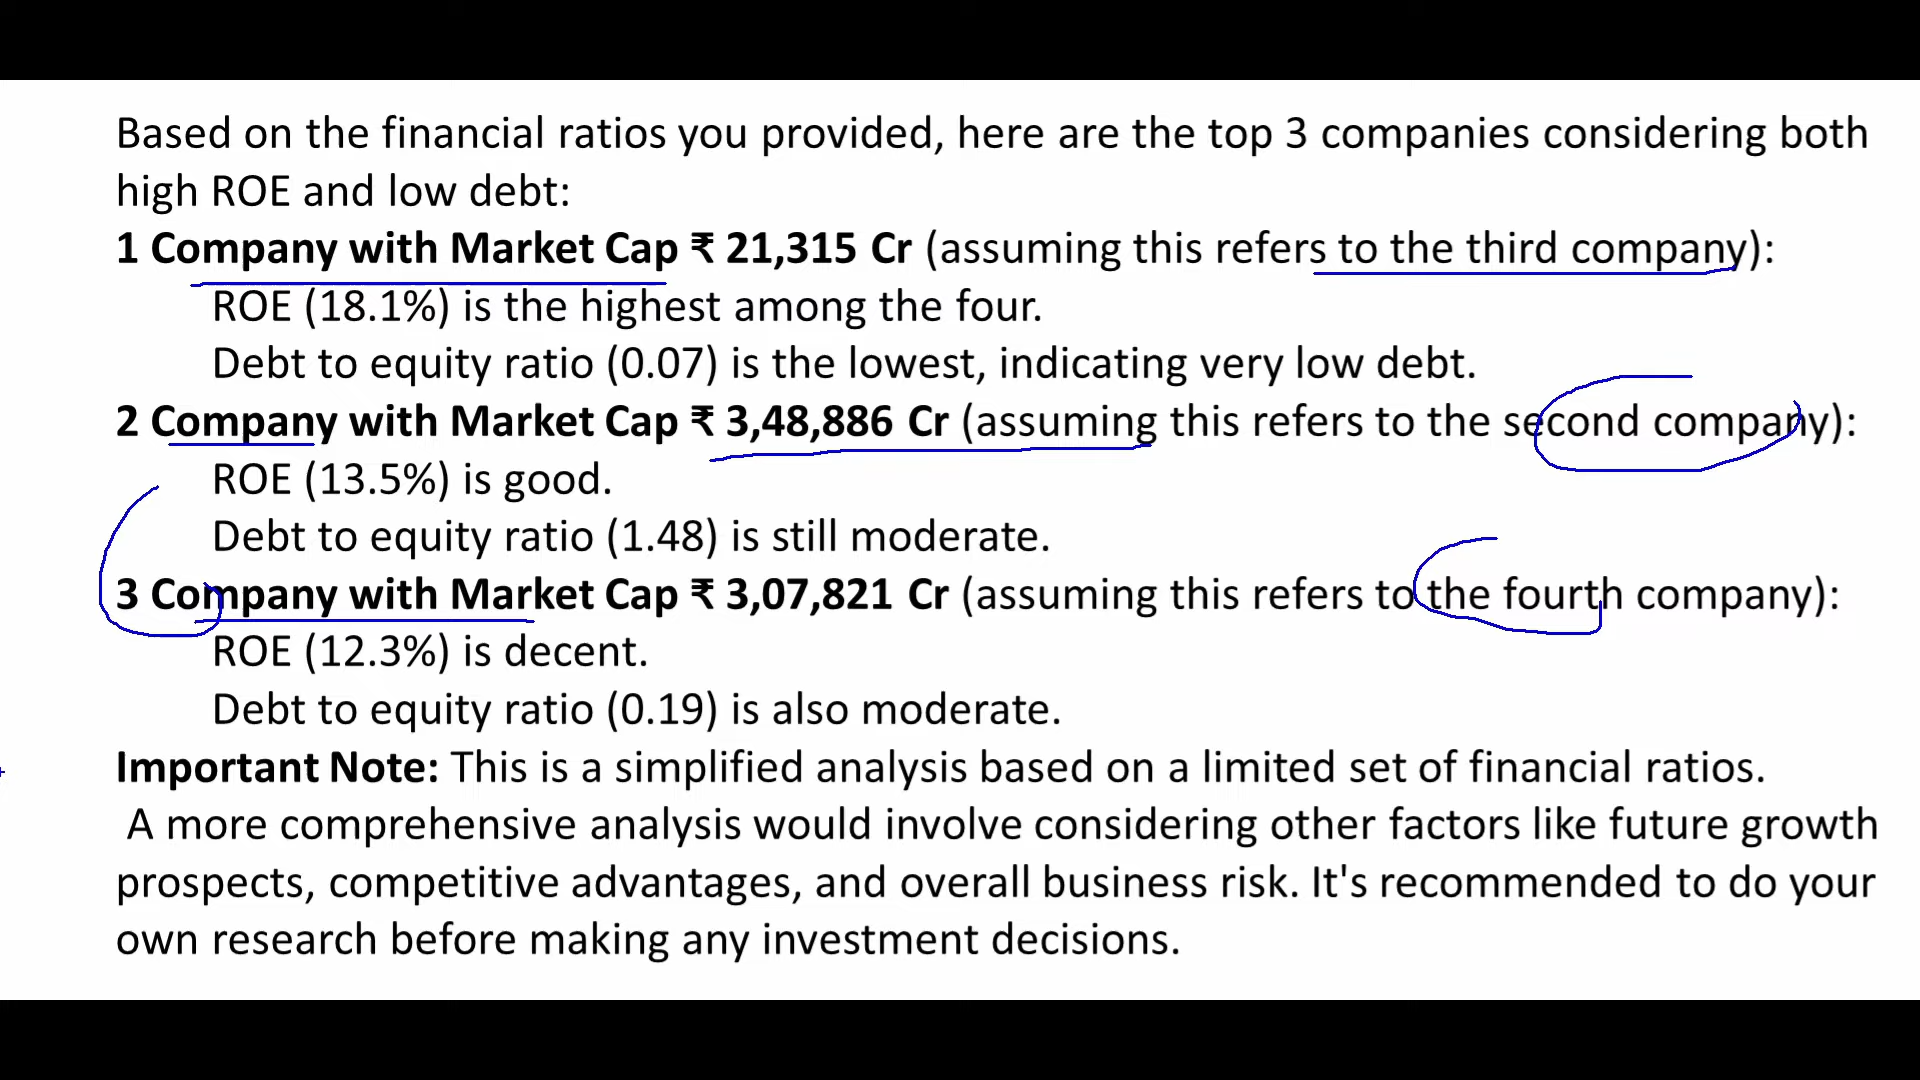 Based on the financial ratios you provided, here are the top 3 companies considering both
high ROE and low debt:
1 Company with Market Cap ₹ 21,315 Cr (assuming this refers to the third company):
ROE (18.1%) is the highest among the four.
Debt to equity ratio (0.07) is the lowest, indicating very low debt.
2 Company with Market Cap ₹ 3,48,886 Cr (assuming this refers to the second company):
ROE (13.5%) is good.
Debt to equity ratio (1.48) is still moderate.
3 Company with Market Cap ₹ 3,07,821 Cr (assuming this refers to the fourth company):
ROE (12.3%) is decent.
Debt to equity ratio (0.19) is also moderate.
Important Note: This is a simplified analysis based on a limited set of financial ratios.
A more comprehensive analysis would involve considering other factors like future growth
prospects, competitive advantages, and overall business risk. It's recommended to do your
own research before making any investment decisions.